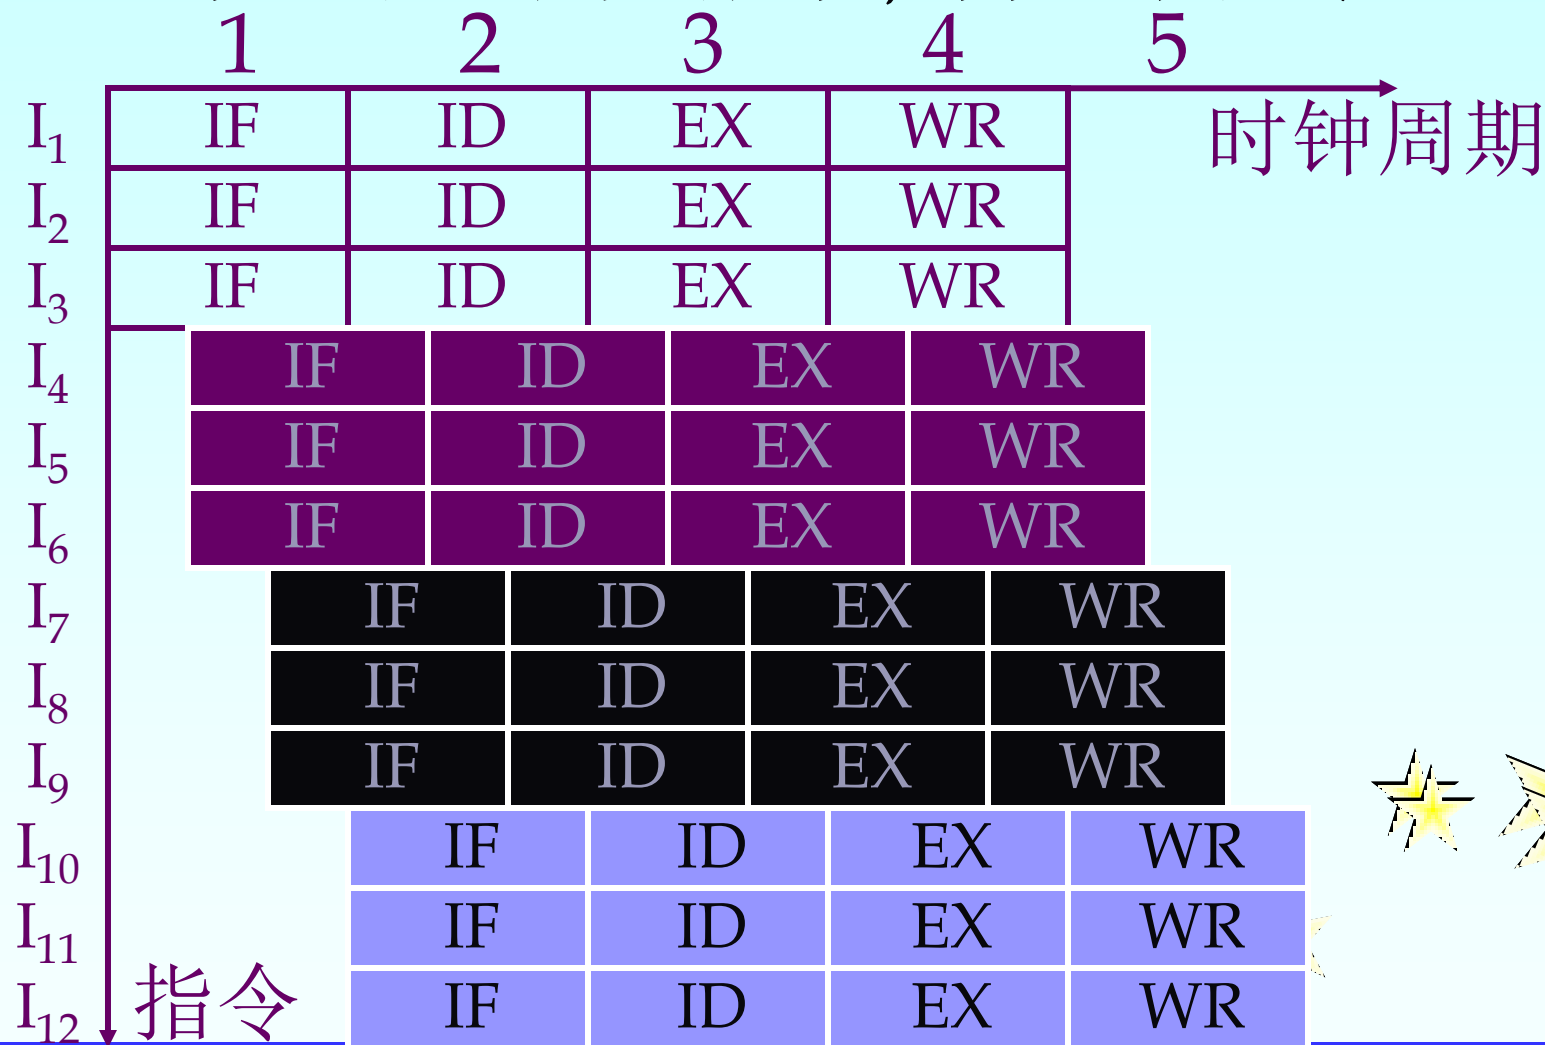 1 2 3 4 5
时钟周期
I1 IF ID EX WR
I2 IF ID EX WR
I3 IF ID EX WR
I4 IF ID EX WR
I5 IF ID EX WR
I6 IF ID EX WR
I7 IF ID EX WR
I8 IF ID EX WR
I9 IF ID EX WR
I10 IF ID EX WR
I11 IF ID EX WR
I12 IF ID EX WR
指令